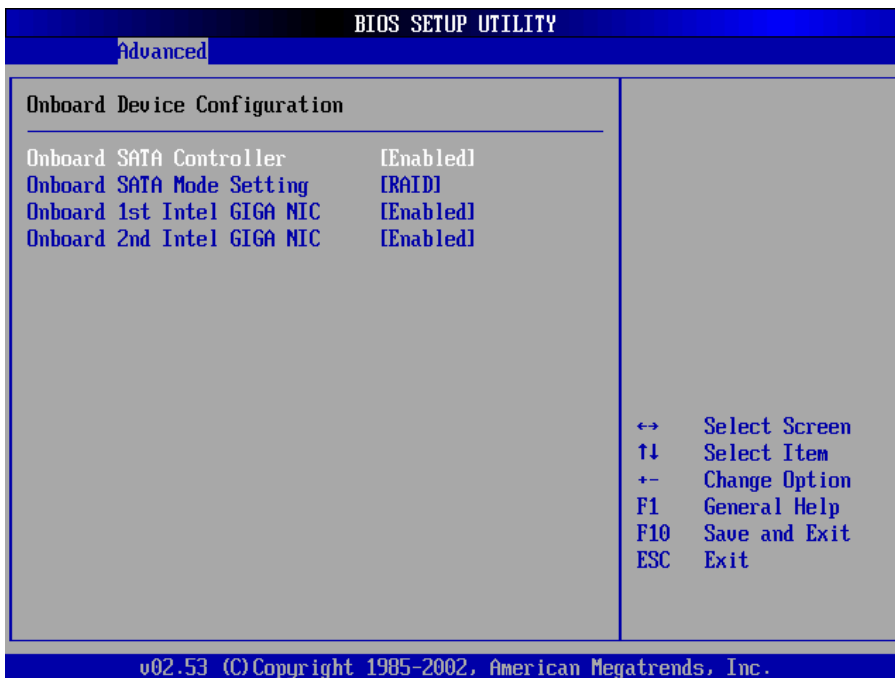 BIOS SETUP UTILITY
Advanced
Onboard Device Configuration
Onboard SATA Controller [Enabled]
Onboard SATA Mode Setting [RAID]
Onboard 1st Intel GIGA NIC [Enabled]
Onboard 2nd Intel GIGA NIC [Enabled]
←→ Select Screen
↑↓ Select Item
+- Change Option
F1 General Help
F10 Save and Exit
ESC Exit
v02.53 (C)Copyright 1985-2002, American Megatrends, Inc.